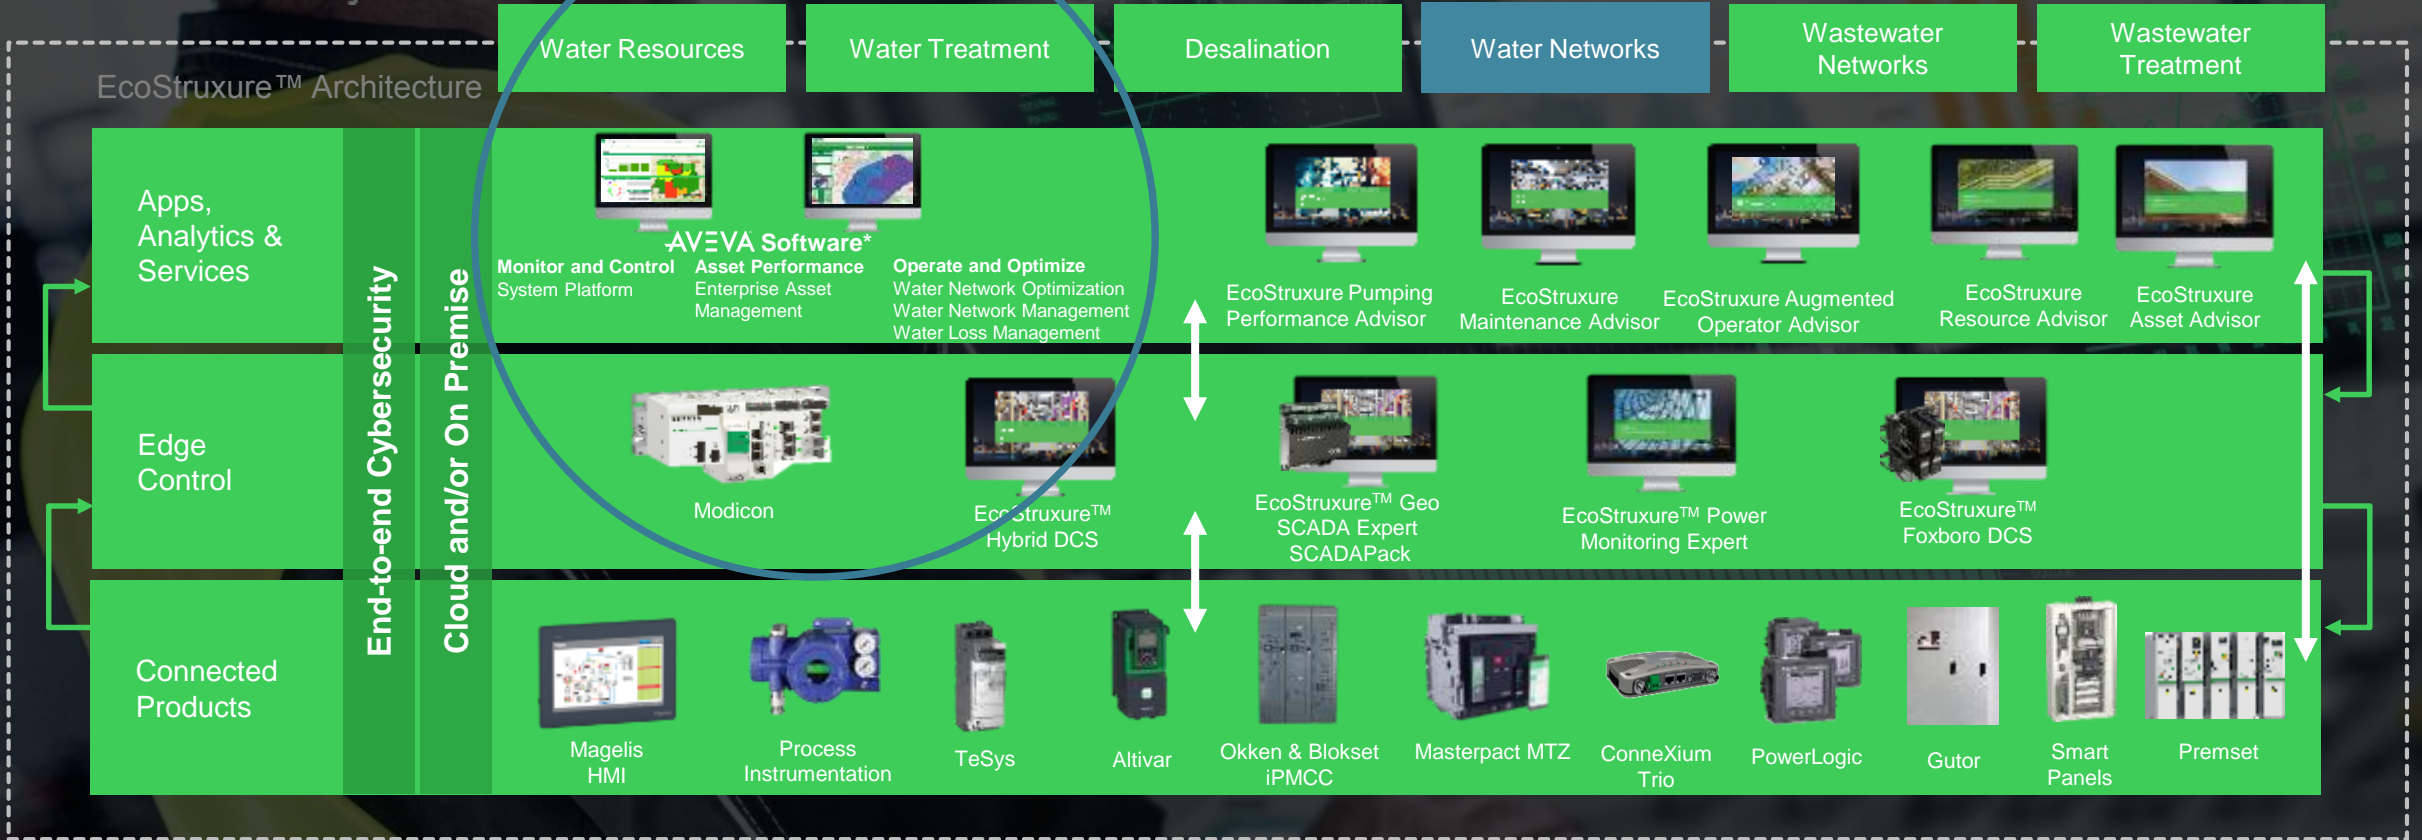 Water Resources
Water Treatment
Desalination
Water Networks
Wastewater
Networks
Wastewater
Treatment
EcoStruxure™ Architecture
Apps,
Analytics &
Services
End-to-end Cybersecurity
Cloud and/or On Premise
AVEVA Software*
Monitor and Control
System Platform
Asset Performance
Enterprise Asset
Management
Operate and Optimize
Water Network Optimization
Water Network Management
Water Loss Management
EcoStruxure Pumping
Performance Advisor
EcoStruxure
Maintenance Advisor
EcoStruxure Augmented
Operator Advisor
EcoStruxure
Resource Advisor
EcoStruxure
Asset Advisor
Edge
Control
Modicon
EcoStruxure™
Hybrid DCS
EcoStruxure™ Geo
SCADA Expert
SCADAPack
EcoStruxure™ Power
Monitoring Expert
EcoStruxure™
Foxboro DCS
Connected
Products
Magelis
HMI
Process
Instrumentation
TeSys
Altivar
Okken & Blokset
iPMCC
Masterpact MTZ
ConneXium
Trio
PowerLogic
Gutor
Smart
Panels
Premset